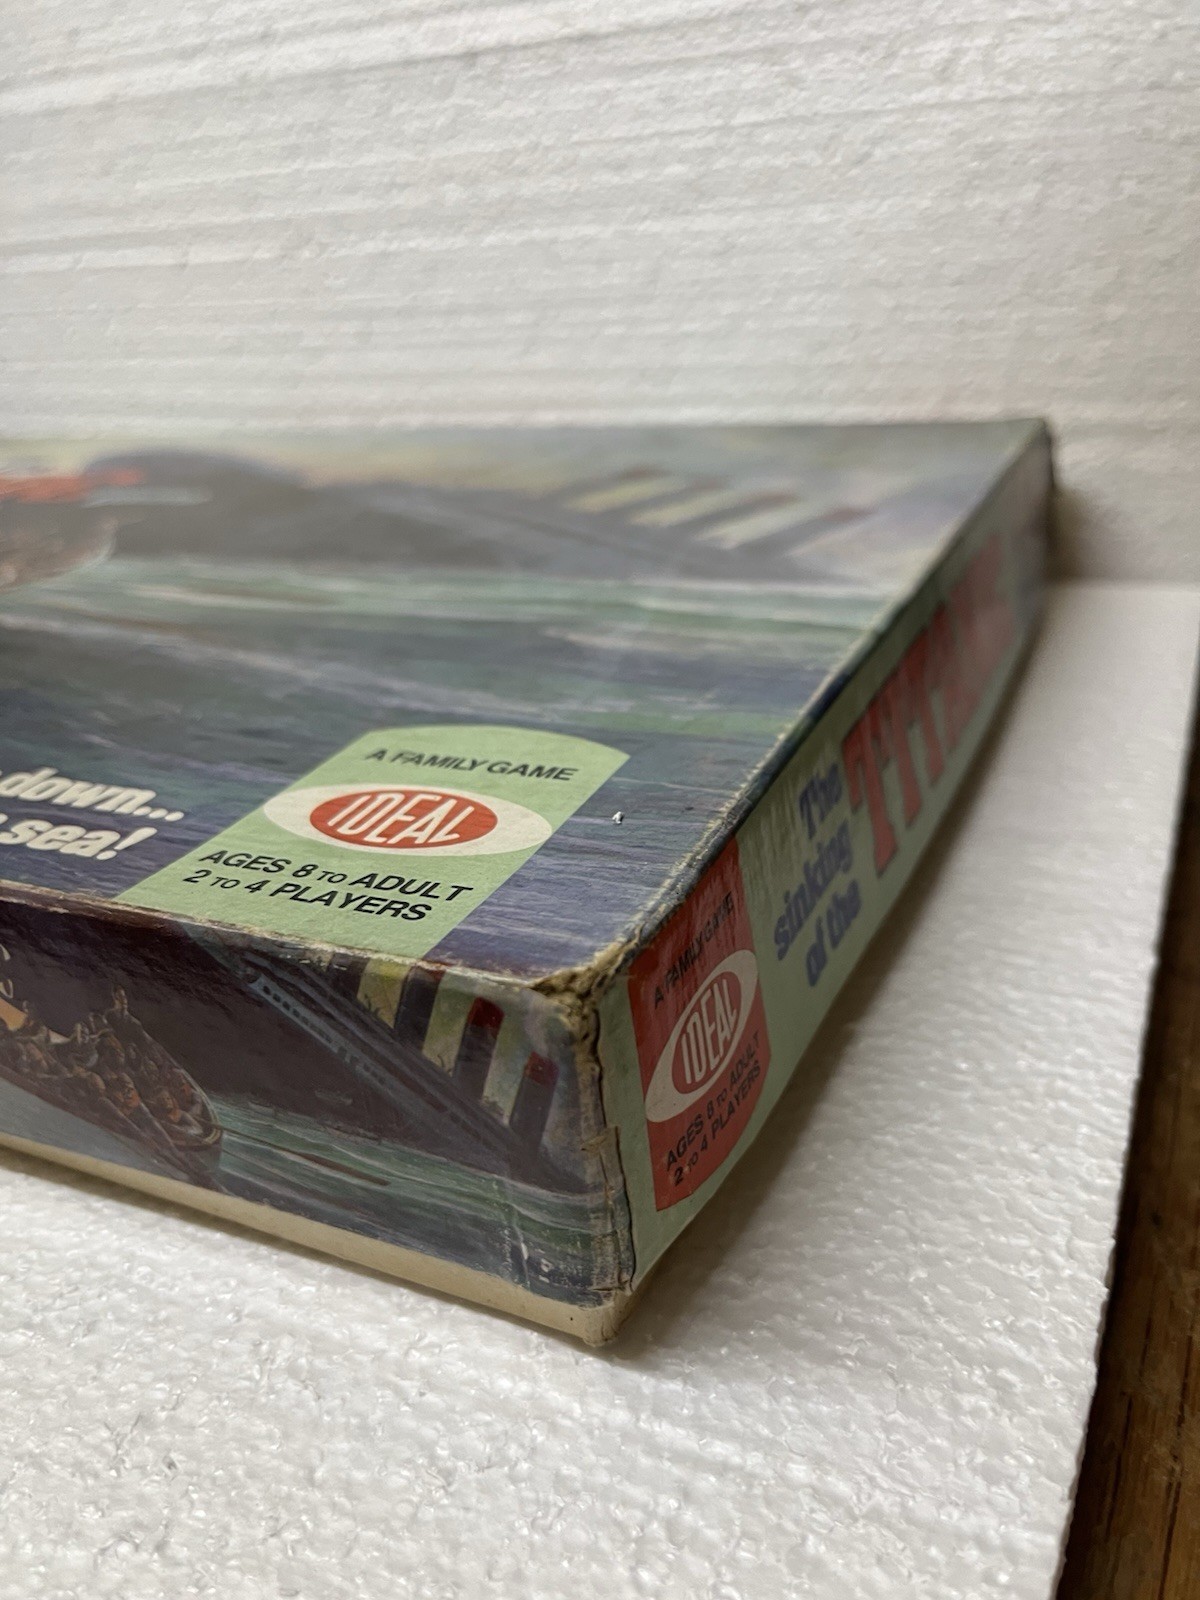 down...
sea!
A FAMILY GAME
IDEAL
AGES 8 TO ADULT
2 TO 4 PLAYERS
The
sinking
of the
A FAMILY GAME
IDEAL
AGES 8 TO ADULT
2 TO 4 PLAYERS